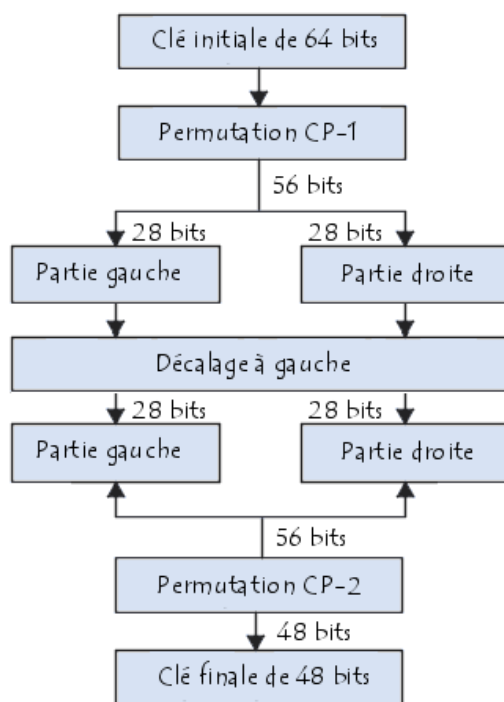 Clé initiale de 64 bits
Permutation CP-1
56 bits
28 bits
28 bits
Partie gauche
Partie droite
Décalage à gauche
28 bits
28 bits
Partie gauche
Partie droite
56 bits
Permutation CP-2
48 bits
Clé finale de 48 bits